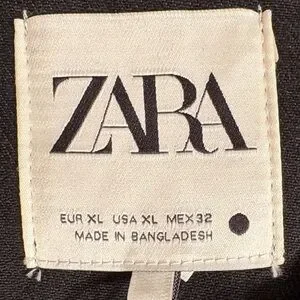 ZARA
EUR XL USA XL MEX 32
MADE IN BANGLADESH